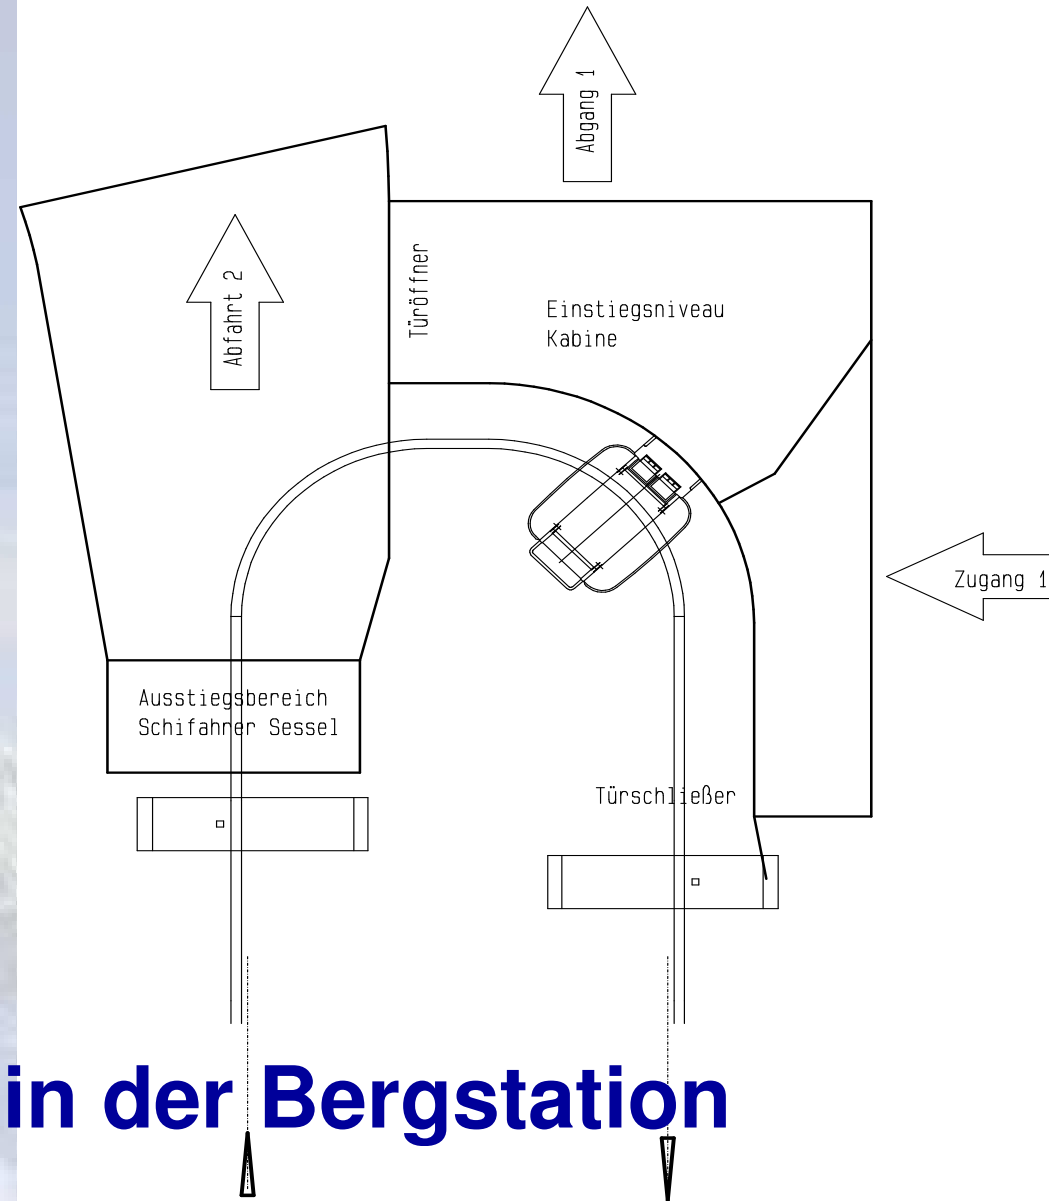 Abgang 1
Abfahrt 2
Türöffner
Einstiegsniveau
Kabine
Zugang 1
Ausstiegsbereich
Schifahrer Sessel
Türschließer
in der Bergstation